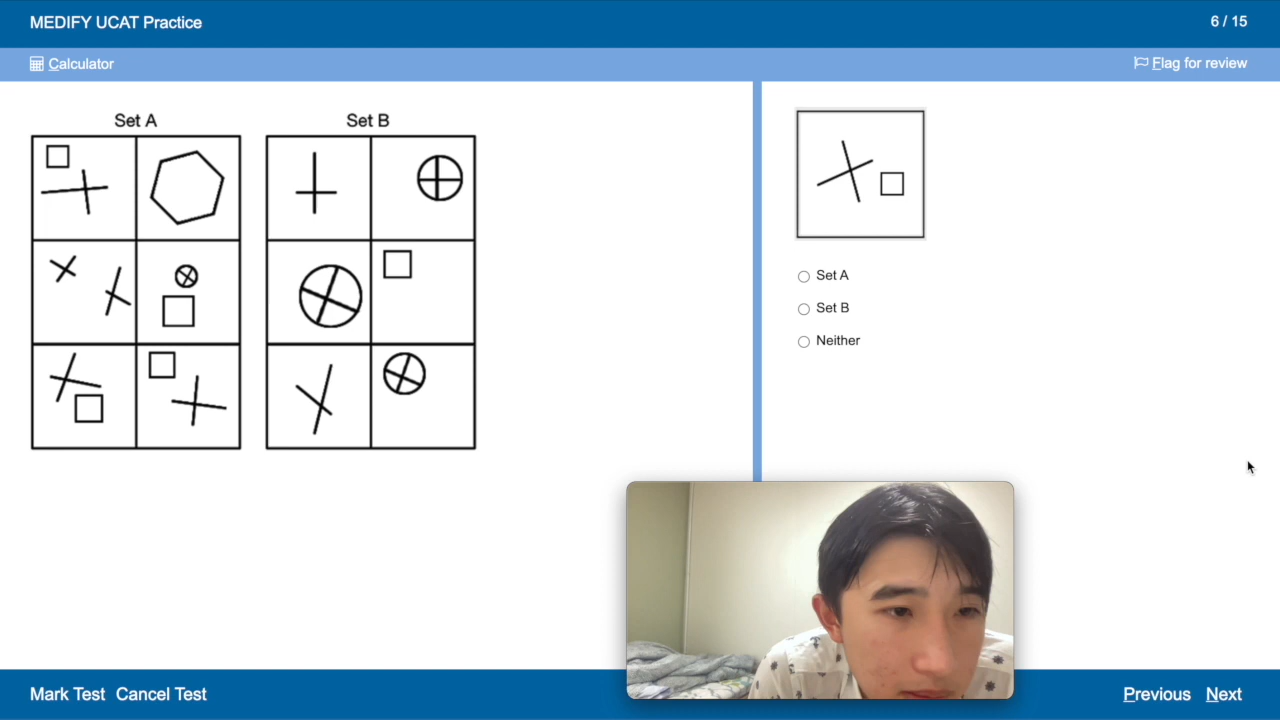 MEDIFY UCAT Practice
6 / 15
Calculator
Flag for review
Set A
Set B
Set A
Set B
Neither
Mark Test
Cancel Test
Previous
Next